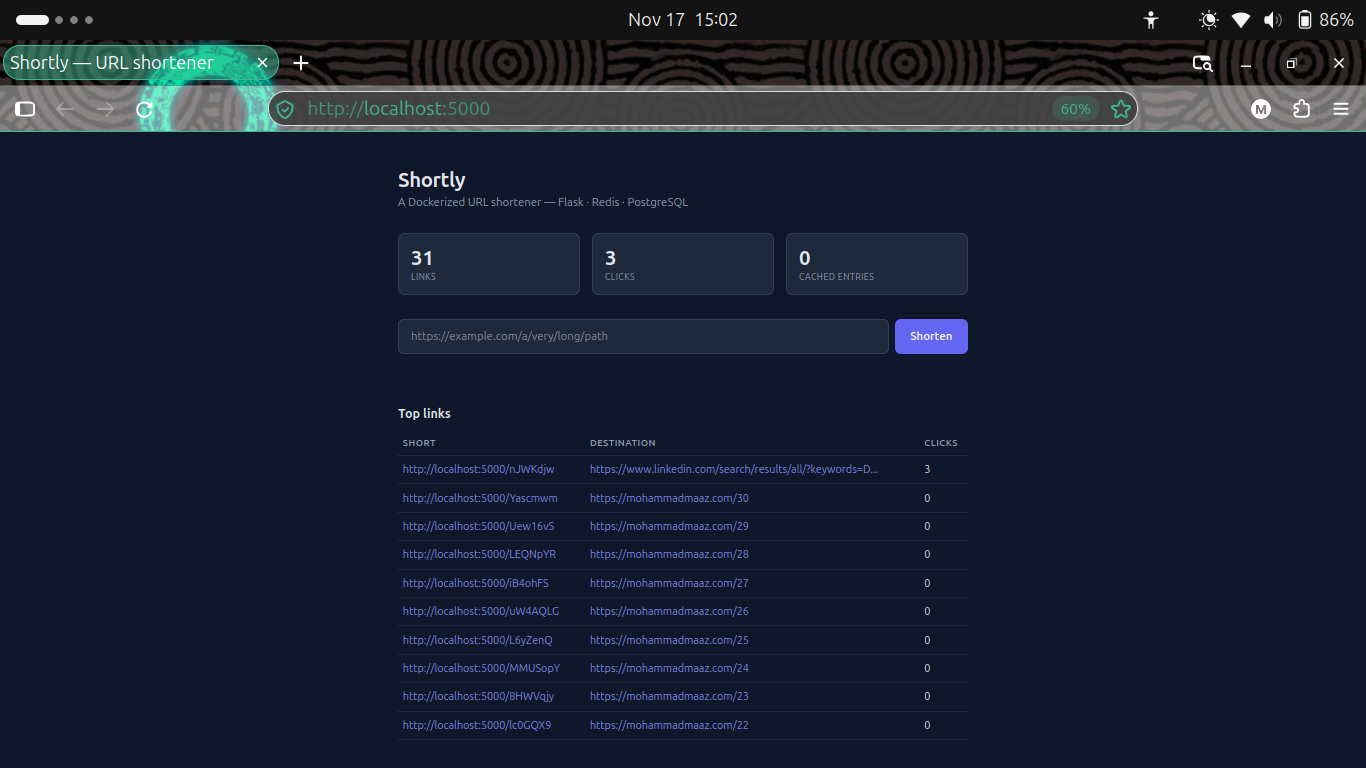 Nov 17 15:02
86%
Shortly — URL shortener
http://localhost:5000
60%
M
Shortly
A Dockerized URL shortener — Flask · Redis · PostgreSQL
31 3 0
LINKS CLICKS CACHED ENTRIES
https://example.com/a/very/long/path Shorten
Top links
SHORT DESTINATION CLICKS
http://localhost:5000/nJWKdjw https://www.linkedin.com/search/results/all/?keywords=D... 3
http://localhost:5000/Yascmwm https://mohammadmaaz.com/30 0
http://localhost:5000/Uew16vS https://mohammadmaaz.com/29 0
http://localhost:5000/LEQNpYR https://mohammadmaaz.com/28 0
http://localhost:5000/iB4ohFS https://mohammadmaaz.com/27 0
http://localhost:5000/uW4AQLG https://mohammadmaaz.com/26 0
http://localhost:5000/L6yZenQ https://mohammadmaaz.com/25 0
http://localhost:5000/MMUSopY https://mohammadmaaz.com/24 0
http://localhost:5000/8HWVqjy https://mohammadmaaz.com/23 0
http://localhost:5000/lc0GQX9 https://mohammadmaaz.com/22 0